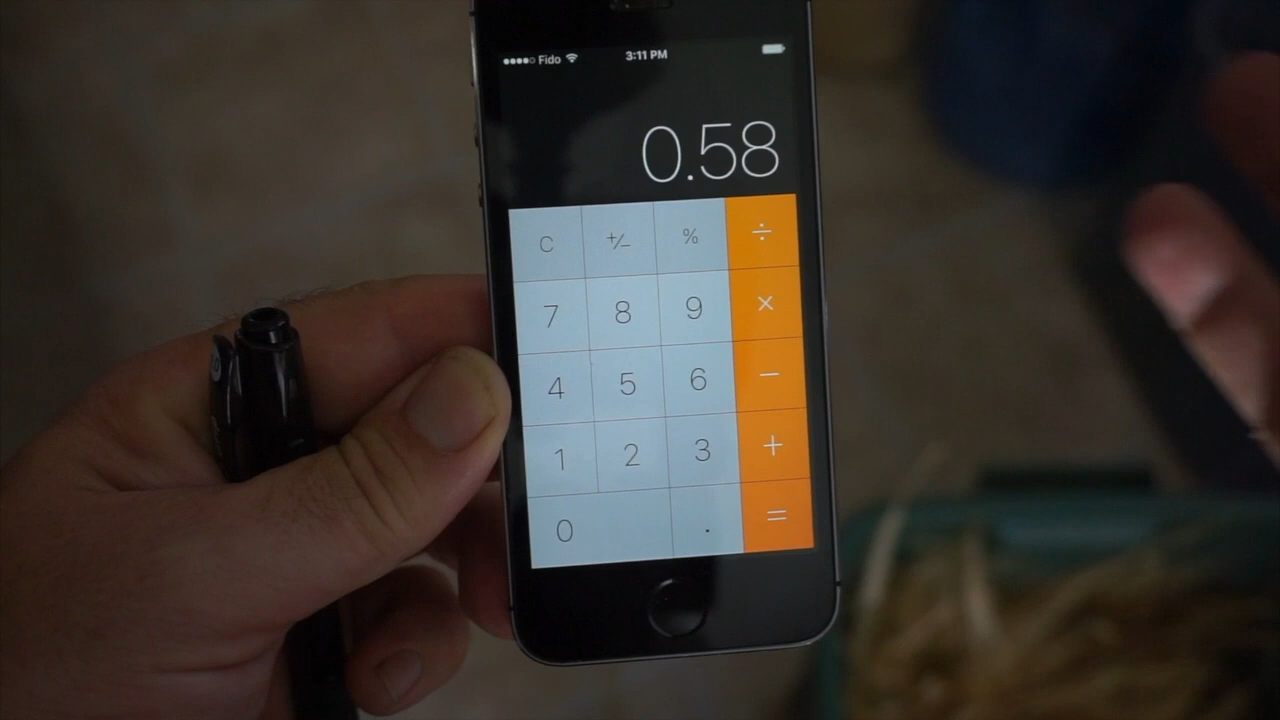 ●●●●○ Fido 3:11 PM
0.58
C +/- % ÷
7 8 9 ×
4 5 6 −
1 2 3 +
0 . =